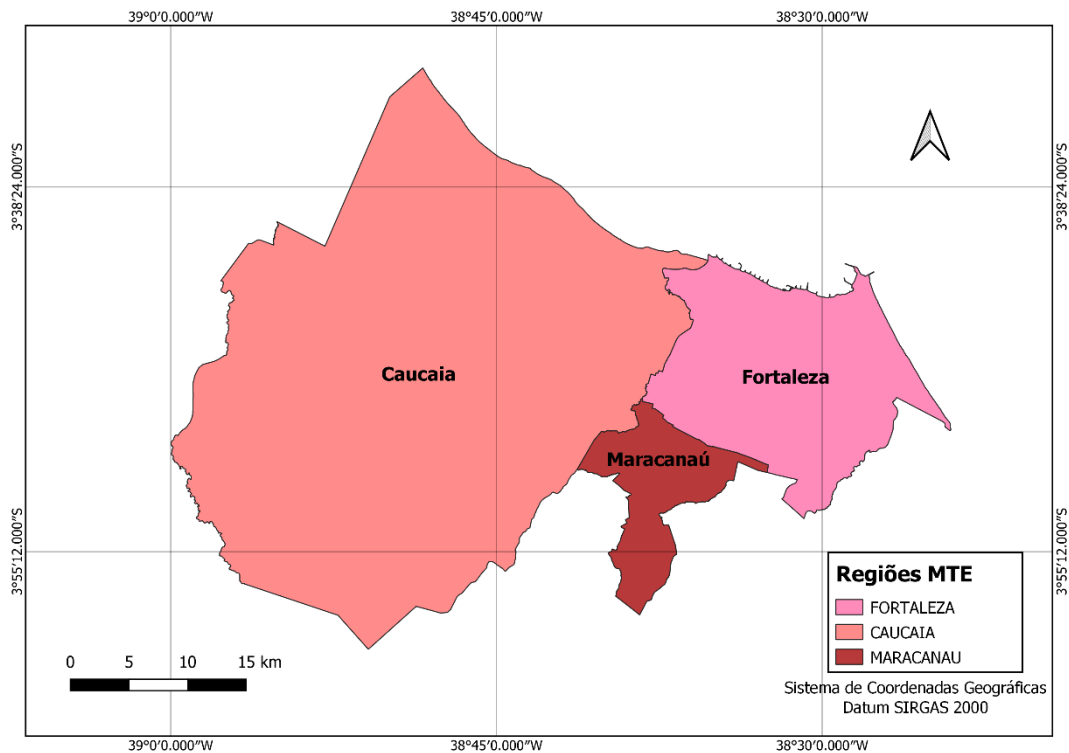 39°0′0.000″W 38°45′0.000″W 38°30′0.000″W
3°38′24.000″S 3°38′24.000″S
Caucaia
Fortaleza
Maracanaú
3°55′12.000″S 3°55′12.000″S
Regiões MTE
FORTALEZA
CAUCAIA
MARACANAU
0 5 10 15 km
Sistema de Coordenadas Geográficas
Datum SIRGAS 2000
39°0′0.000″W 38°45′0.000″W 38°30′0.000″W